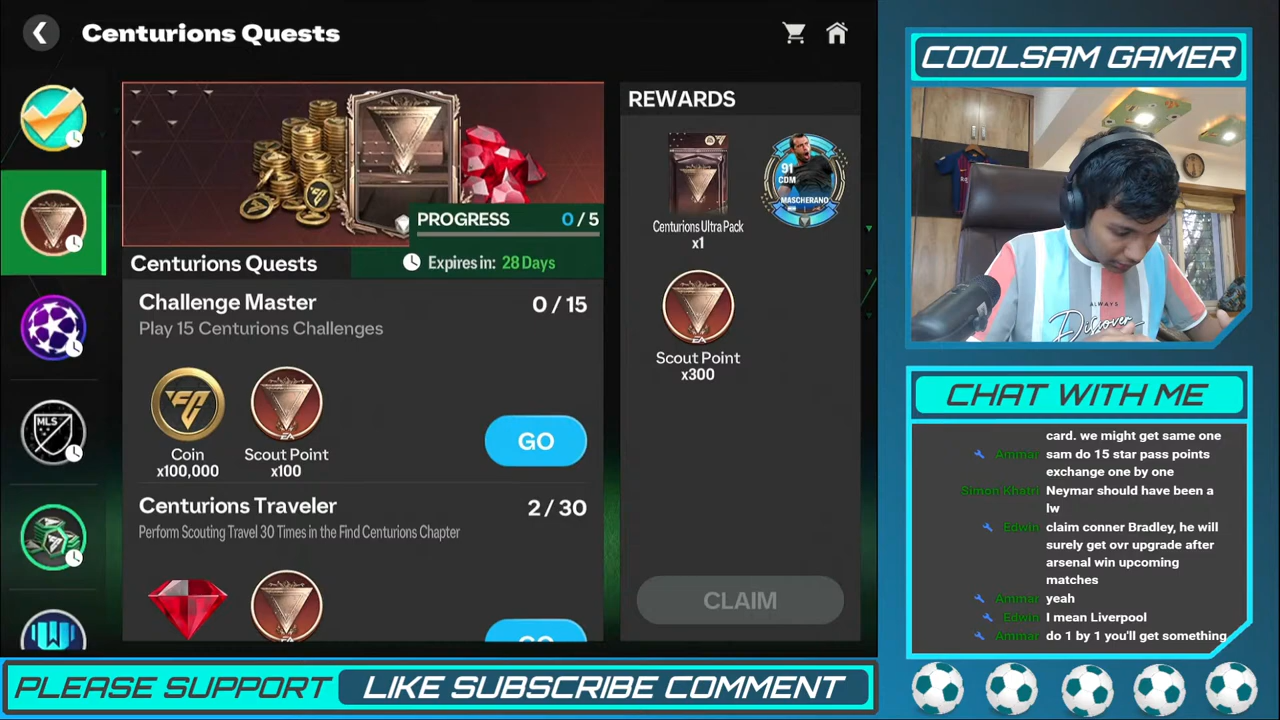 Centurions Quests
COOLSAM GAMER
REWARDS
91
CDM
MASCHERANO
PROGRESS 0 / 5
Centurions Ultra Pack
x1
Centurions Quests
Expires in: 28 Days
Challenge Master
0 / 15
Play 15 Centurions Challenges
EA
Scout Point
x300
Coin
x100,000
EA
Scout Point
x100
GO
MLS
Centurions Traveler
2 / 30
Perform Scouting Travel 30 Times in the Find Centurions Chapter
GO
CLAIM
ALWAYS
Discover
CHAT WITH ME
card. we might get same one
Ammar sam do 15 star pass points
exchange one by one
Simon Khatri Neymar should have been a
lw
Edwin claim conner Bradley, he will
surely get ovr upgrade after
arsenal win upcoming
matches
Ammar yeah
Edwin I mean Liverpool
Ammar do 1 by 1 you'll get something
PLEASE SUPPORT LIKE SUBSCRIBE COMMENT